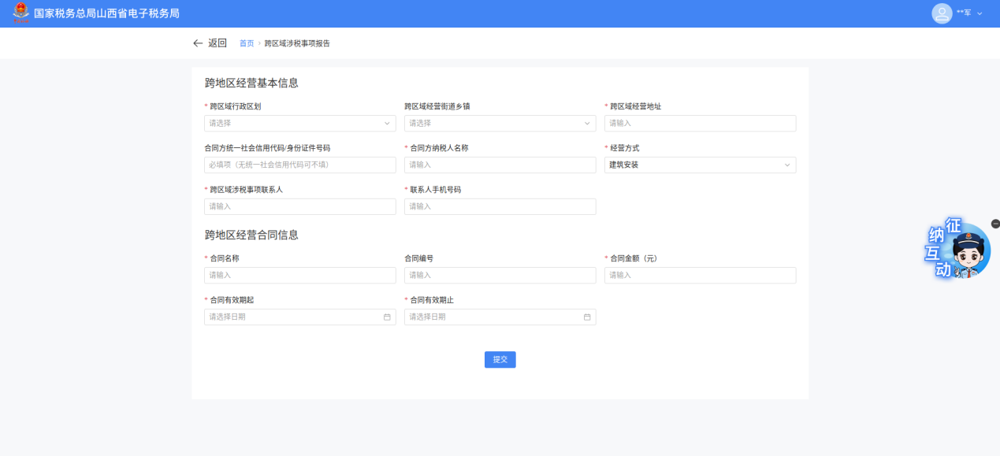 国家税务总局山西省电子税务局
**军
返回 首页 > 跨区域涉税事项报告
跨地区经营基本信息
* 跨区域行政区划
请选择
跨区域经营街道乡镇
请选择
* 跨区域经营地址
请输入
合同方统一社会信用代码/身份证件号码
必填项（无统一社会信用代码可不填）
* 合同方纳税人名称
请输入
* 经营方式
建筑安装
* 跨区域涉税事项联系人
请输入
* 联系人手机号码
请输入
跨地区经营合同信息
* 合同名称
请输入
合同编号
请输入
* 合同金额（元）
请输入
* 合同有效期起
请选择日期
* 合同有效期止
请选择日期
提交
征纳互动